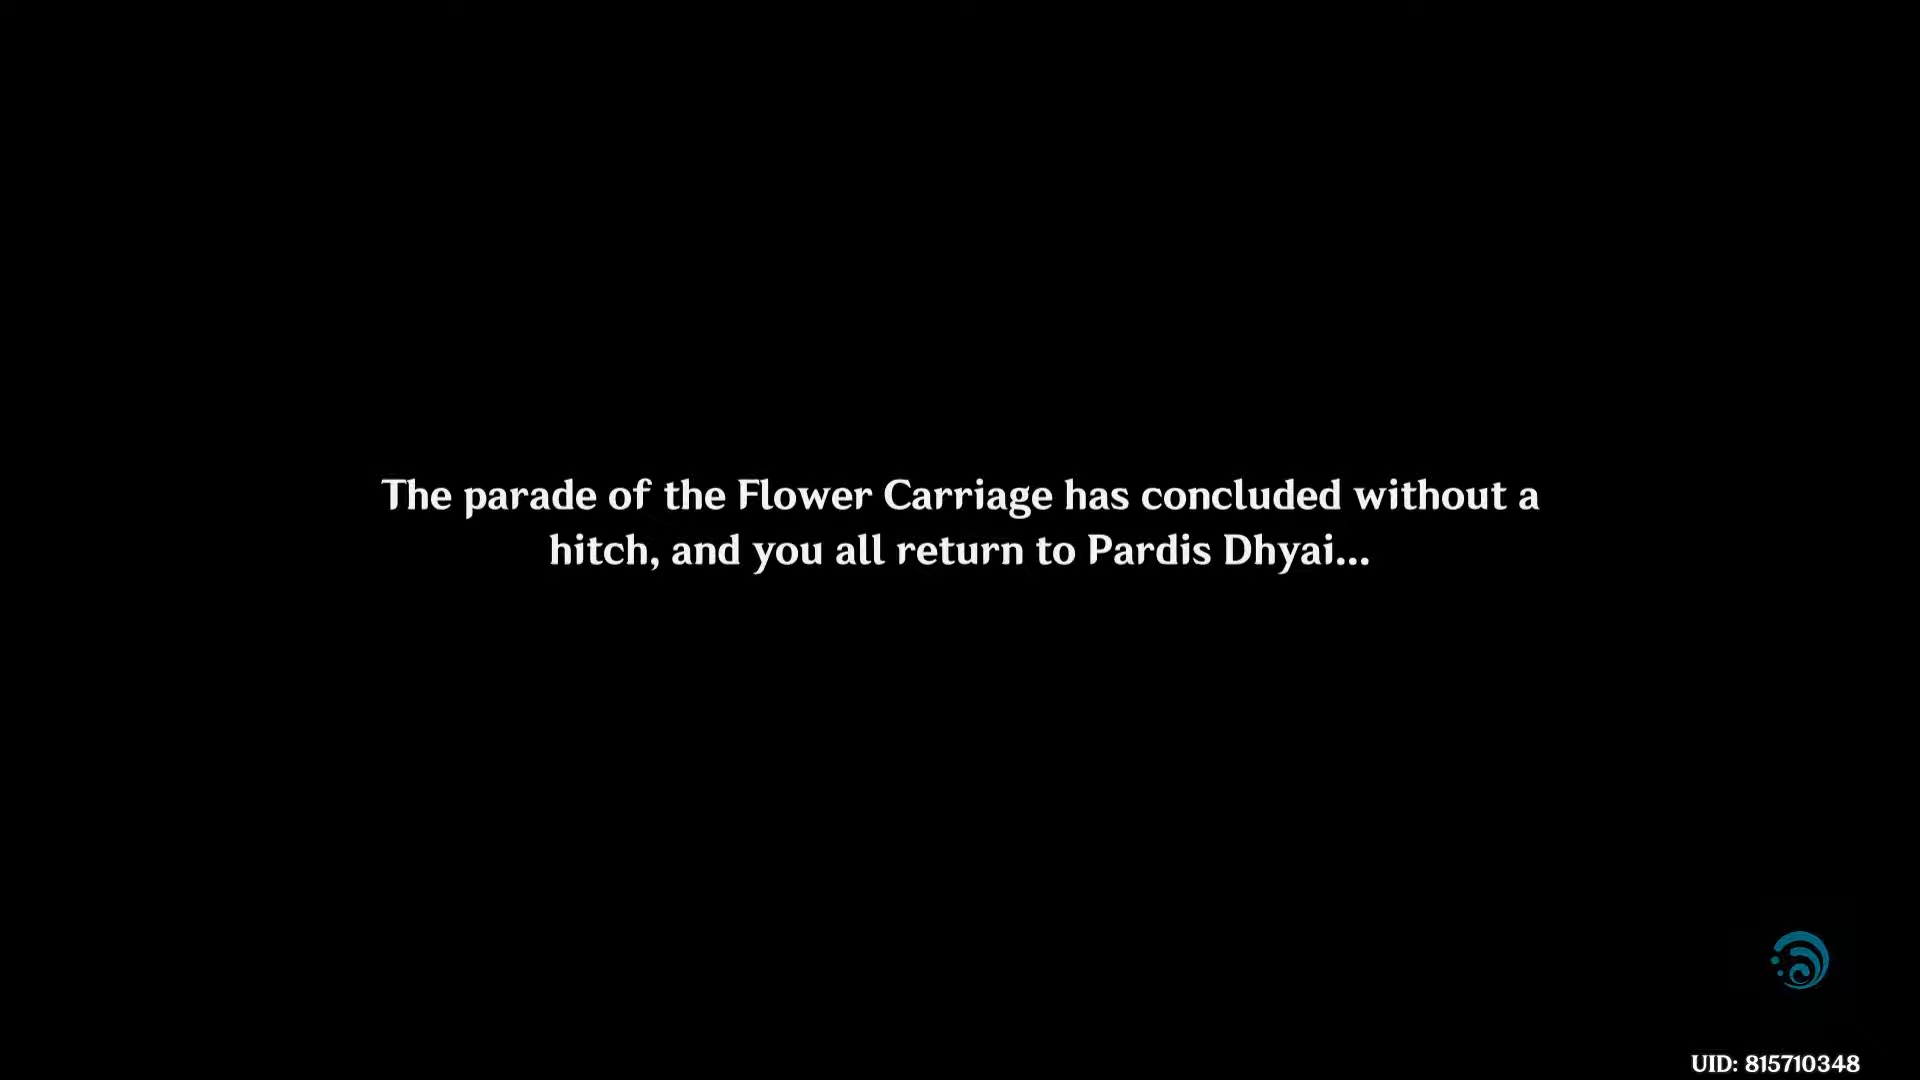 The parade of the Flower Carriage has concluded without a
hitch, and you all return to Pardis Dhyai...
UID: 815710348